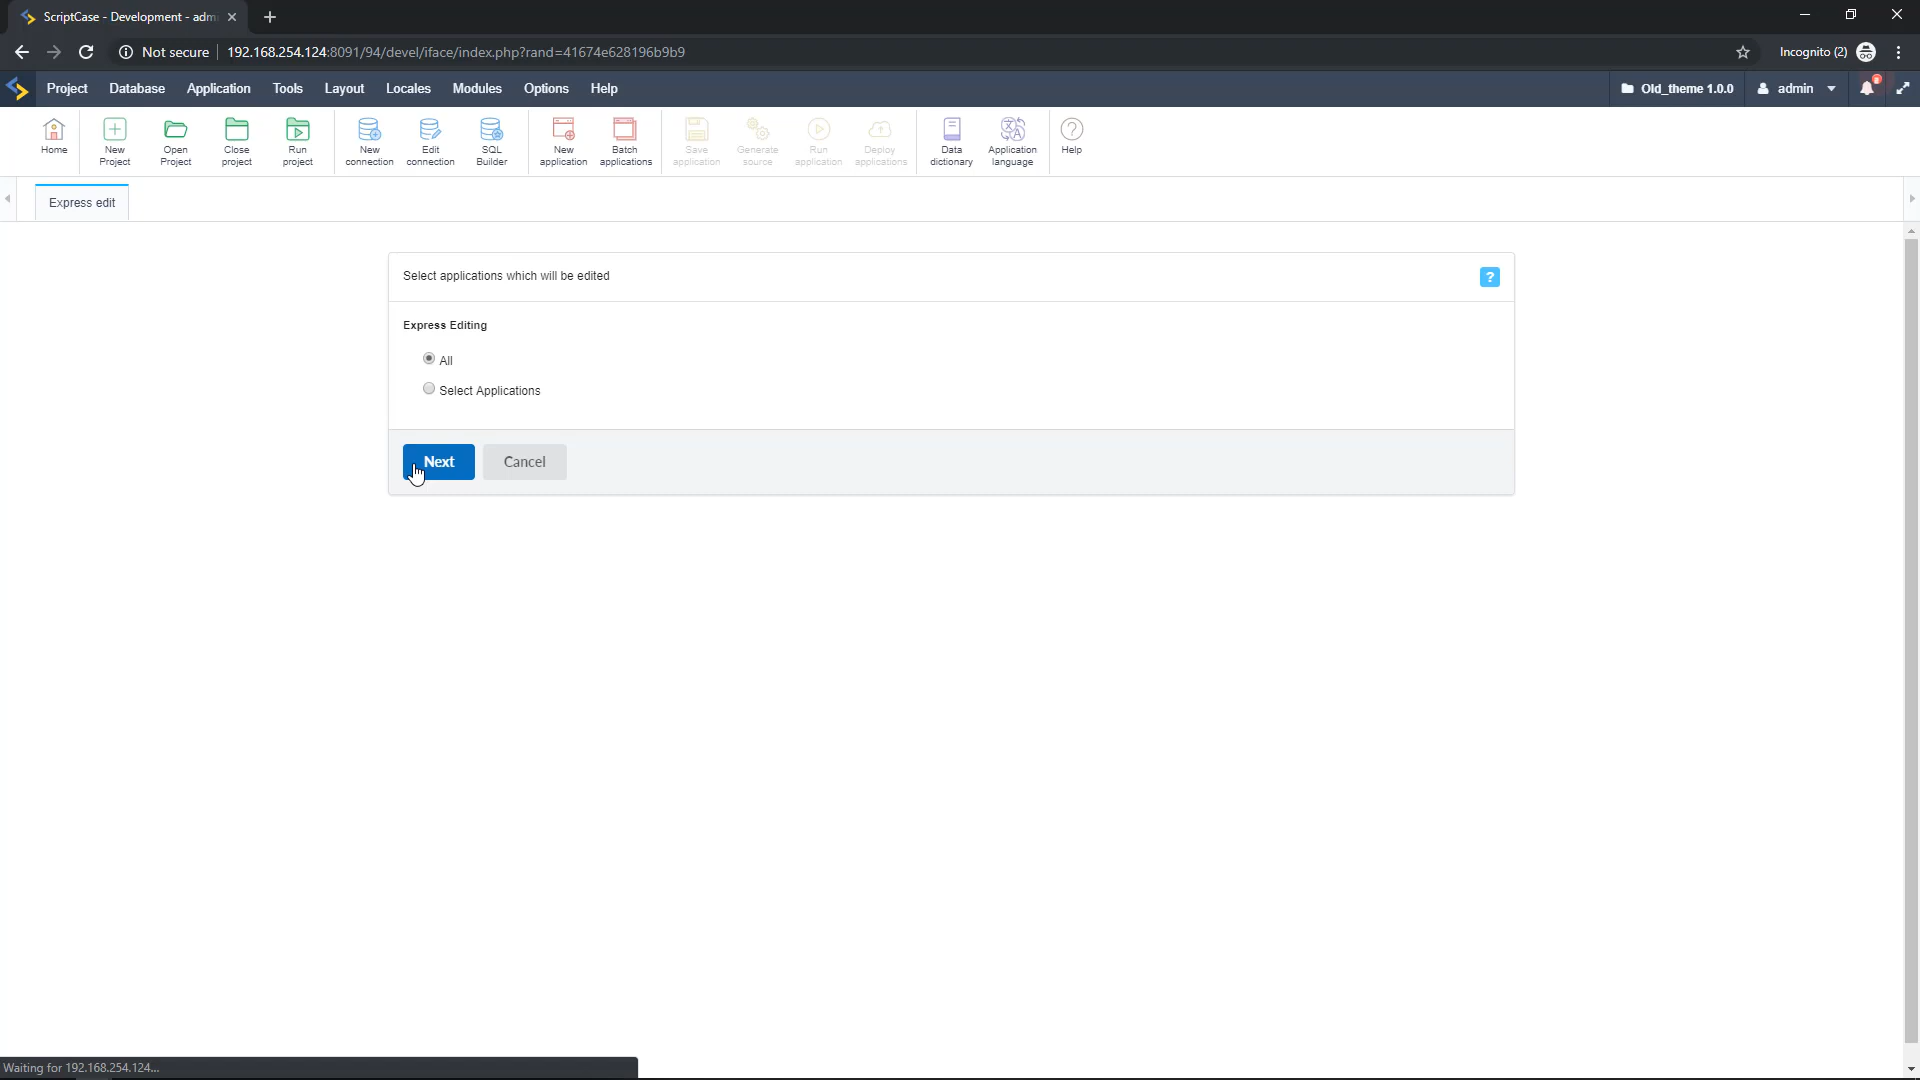 ScriptCase - Development - adm
Not secure
192.168.254.124:8091/94/devel/iface/index.php?rand=41674e628196b9b9
Incognito (2)
Project Database Application Tools Layout Locales Modules Options Help
Old_theme 1.0.0
admin
Home
New Project
Open Project
Close project
Run project
New connection
Edit connection
SQL Builder
New application
Batch applications
Save application
Generate source
Run application
Deploy applications
Data dictionary
Application language
Help
Express edit
Select applications which will be edited
?
Express Editing
All
Select Applications
Next Cancel
Waiting for 192.168.254.124...